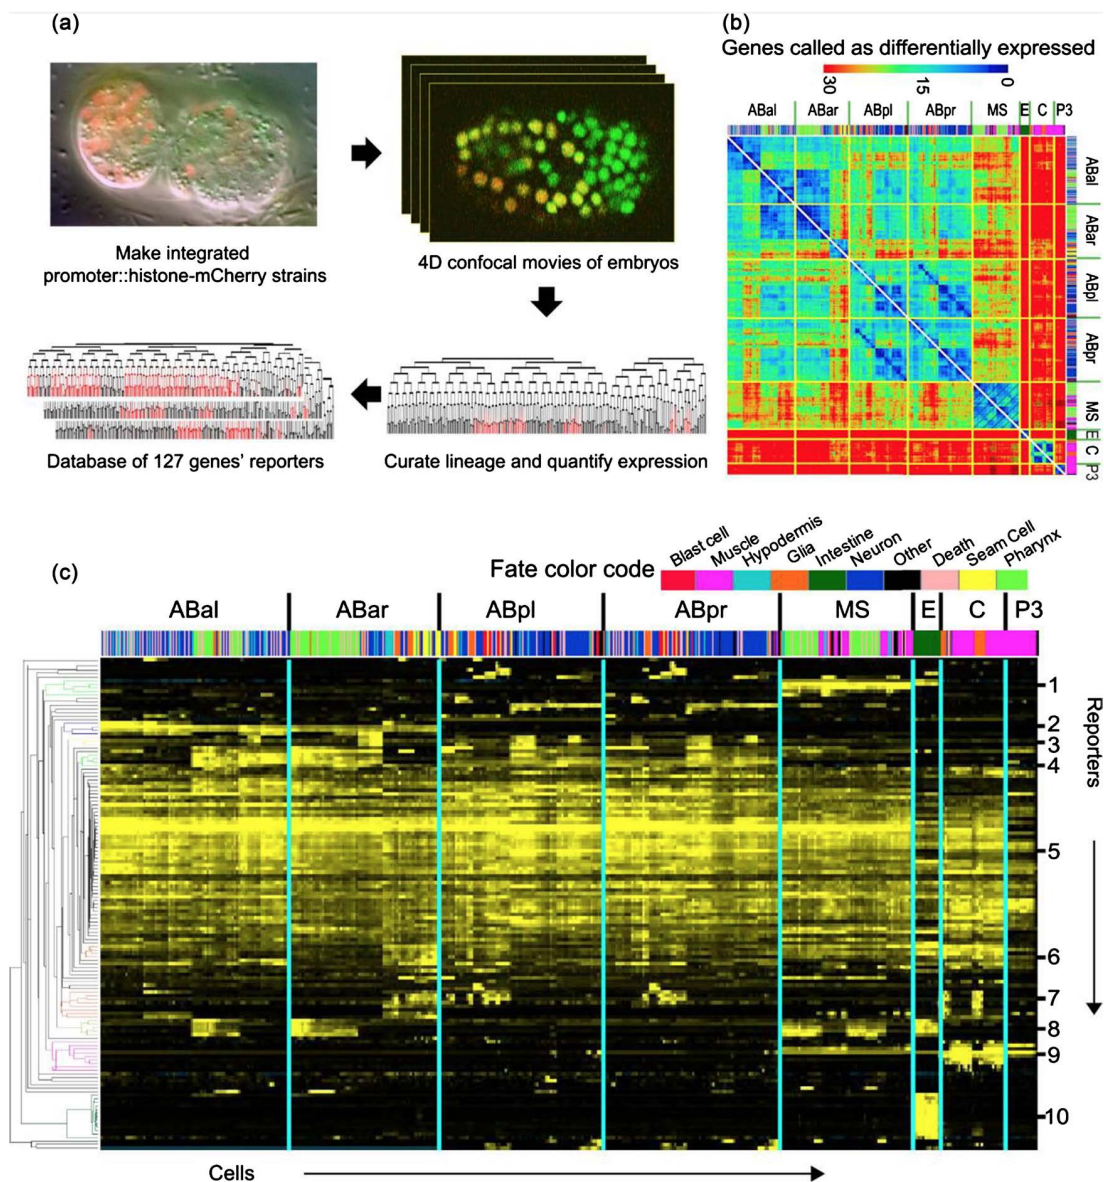 (a)
Make integrated
promoter::histone-mCherry strains
4D confocal movies of embryos
Database of 127 genes' reporters
Curate lineage and quantify expression
(b)
Genes called as differentially expressed
30 15 0
ABal ABar ABpl ABpr MS E C P3
ABal
ABar
ABpl
ABpr
MS
E
C
P3
(c)
Fate color code
Blast cell Muscle Hypodermis Glia Intestine Neuron Other Death Seam Cell Pharynx
ABal ABar ABpl ABpr MS E C P3
1
2
3
4
5
6
7
8
9
10
Reporters
Cells